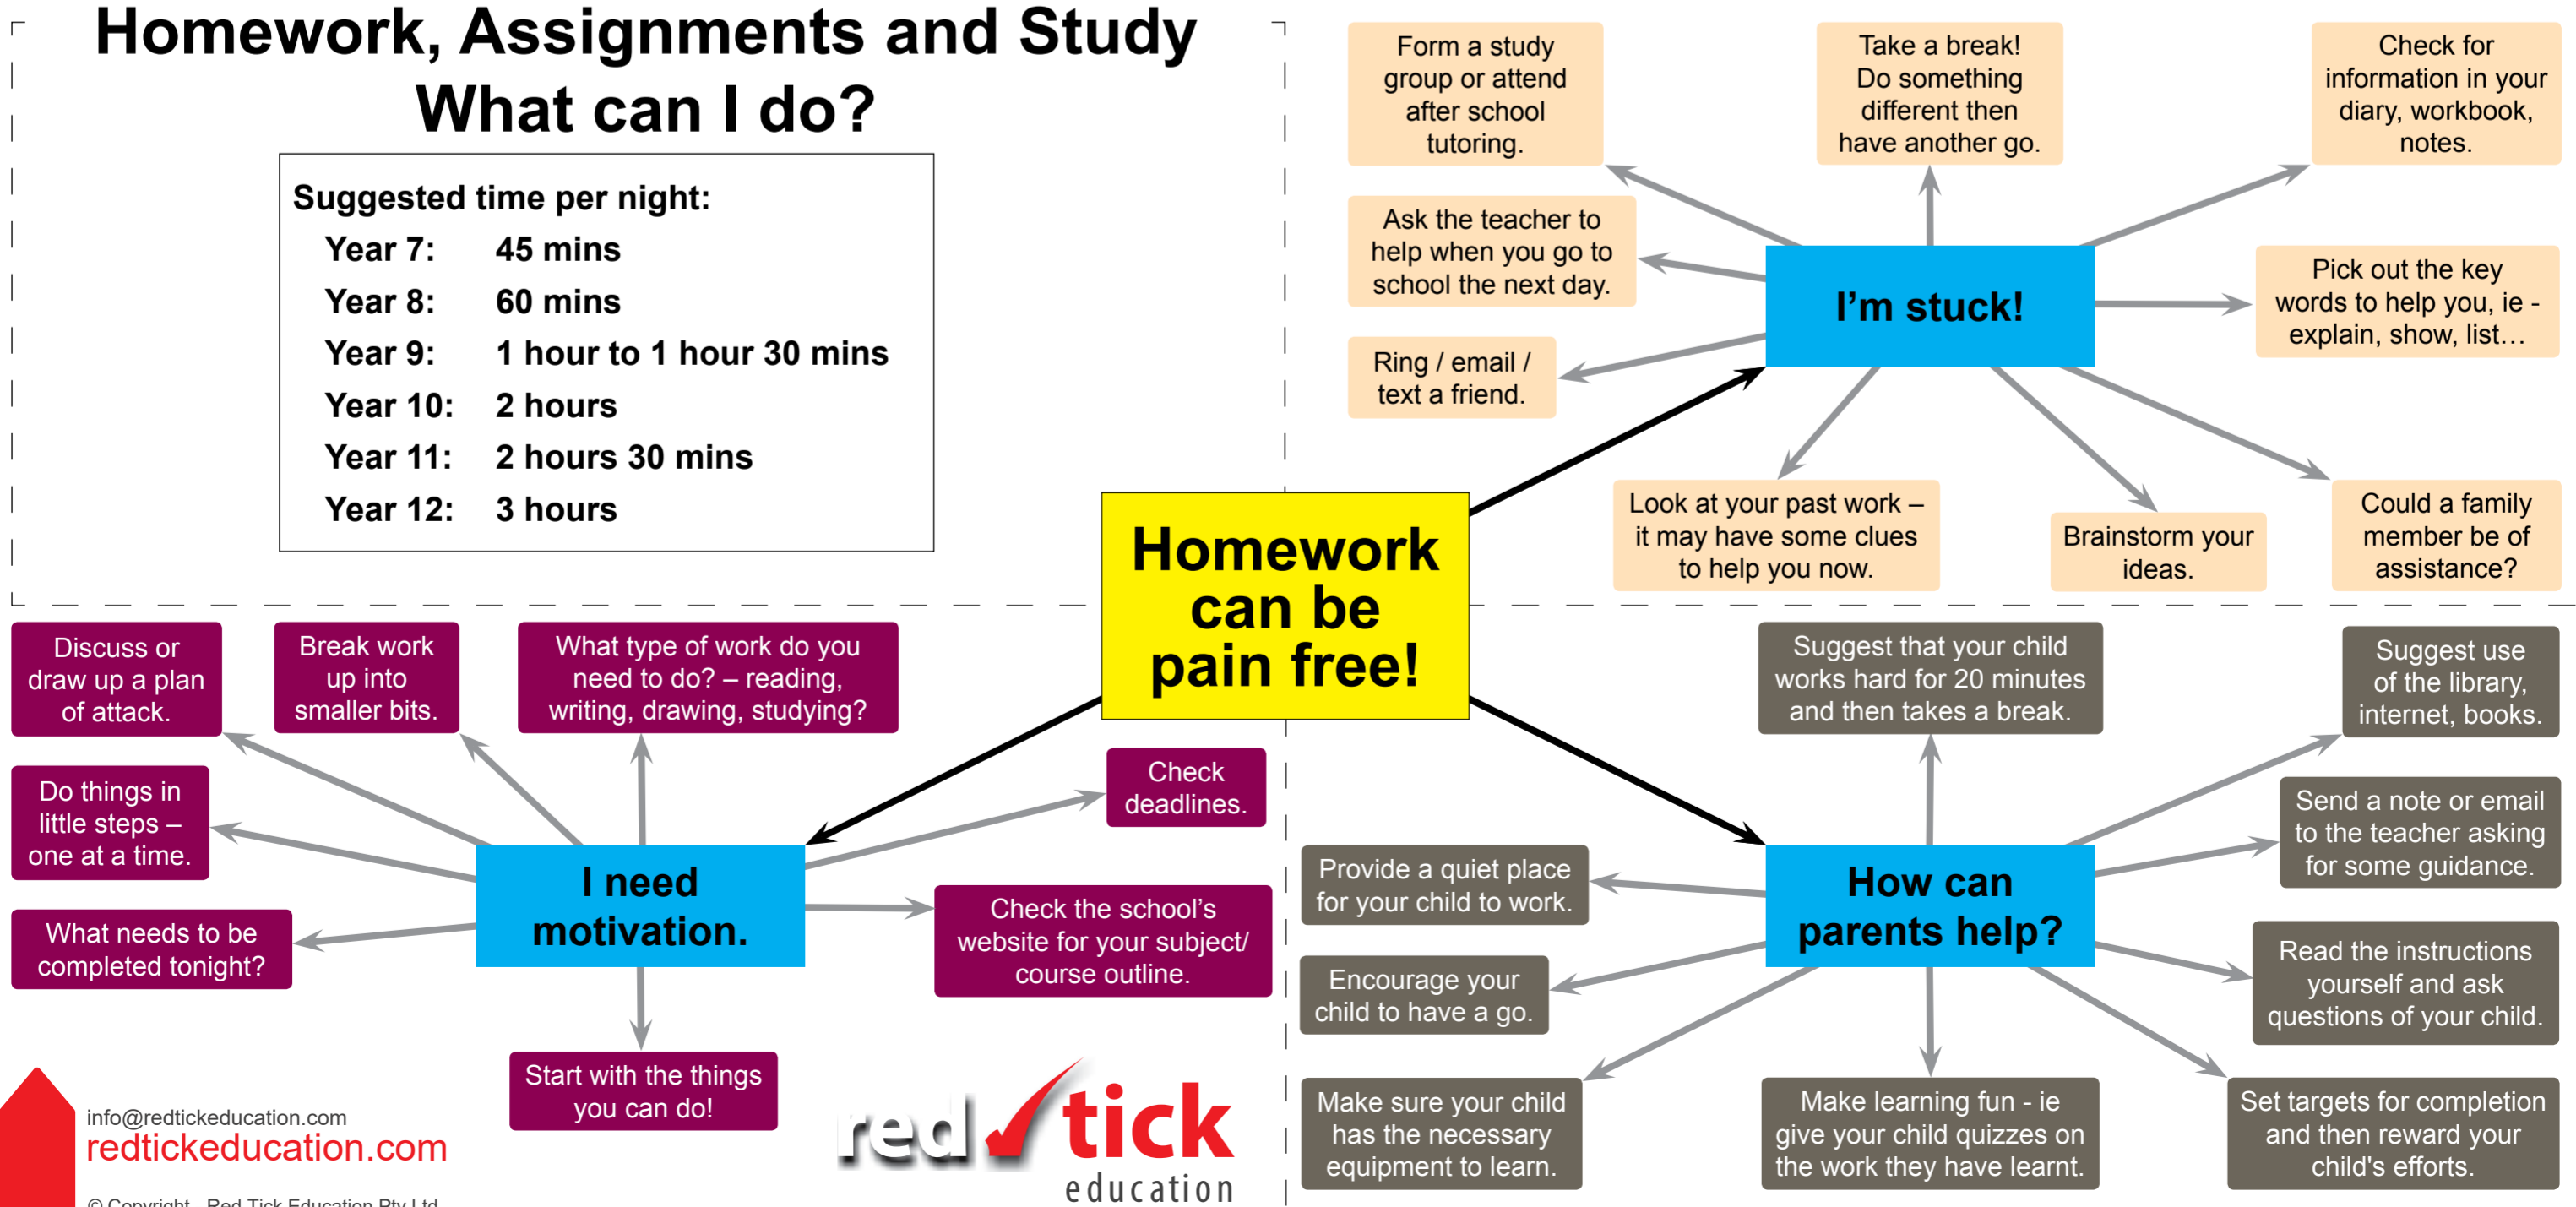 Homework, Assignments and Study
What can I do?
Suggested time per night:
Year 7: 45 mins
Year 8: 60 mins
Year 9: 1 hour to 1 hour 30 mins
Year 10: 2 hours
Year 11: 2 hours 30 mins
Year 12: 3 hours
Homework
can be
pain free!
I'm stuck!
Form a study
group or attend
after school
tutoring.
Take a break!
Do something
different then
have another go.
Check for
information in your
diary, workbook,
notes.
Ask the teacher to
help when you go to
school the next day.
Pick out the key
words to help you, ie -
explain, show, list…
Ring / email /
text a friend.
Look at your past work –
it may have some clues
to help you now.
Brainstorm your
ideas.
Could a family
member be of
assistance?
I need
motivation.
Discuss or
draw up a plan
of attack.
Break work
up into
smaller bits.
What type of work do you
need to do? – reading,
writing, drawing, studying?
Check
deadlines.
Do things in
little steps –
one at a time.
What needs to be
completed tonight?
Check the school's
website for your subject/
course outline.
Start with the things
you can do!
How can
parents help?
Suggest that your child
works hard for 20 minutes
and then takes a break.
Suggest use
of the library,
internet, books.
Send a note or email
to the teacher asking
for some guidance.
Provide a quiet place
for your child to work.
Read the instructions
yourself and ask
questions of your child.
Encourage your
child to have a go.
Make sure your child
has the necessary
equipment to learn.
Make learning fun - ie
give your child quizzes on
the work they have learnt.
Set targets for completion
and then reward your
child's efforts.
info@redtickeducation.com
redtickeducation.com
© Copyright - Red Tick Education Pty Ltd
red tick
education